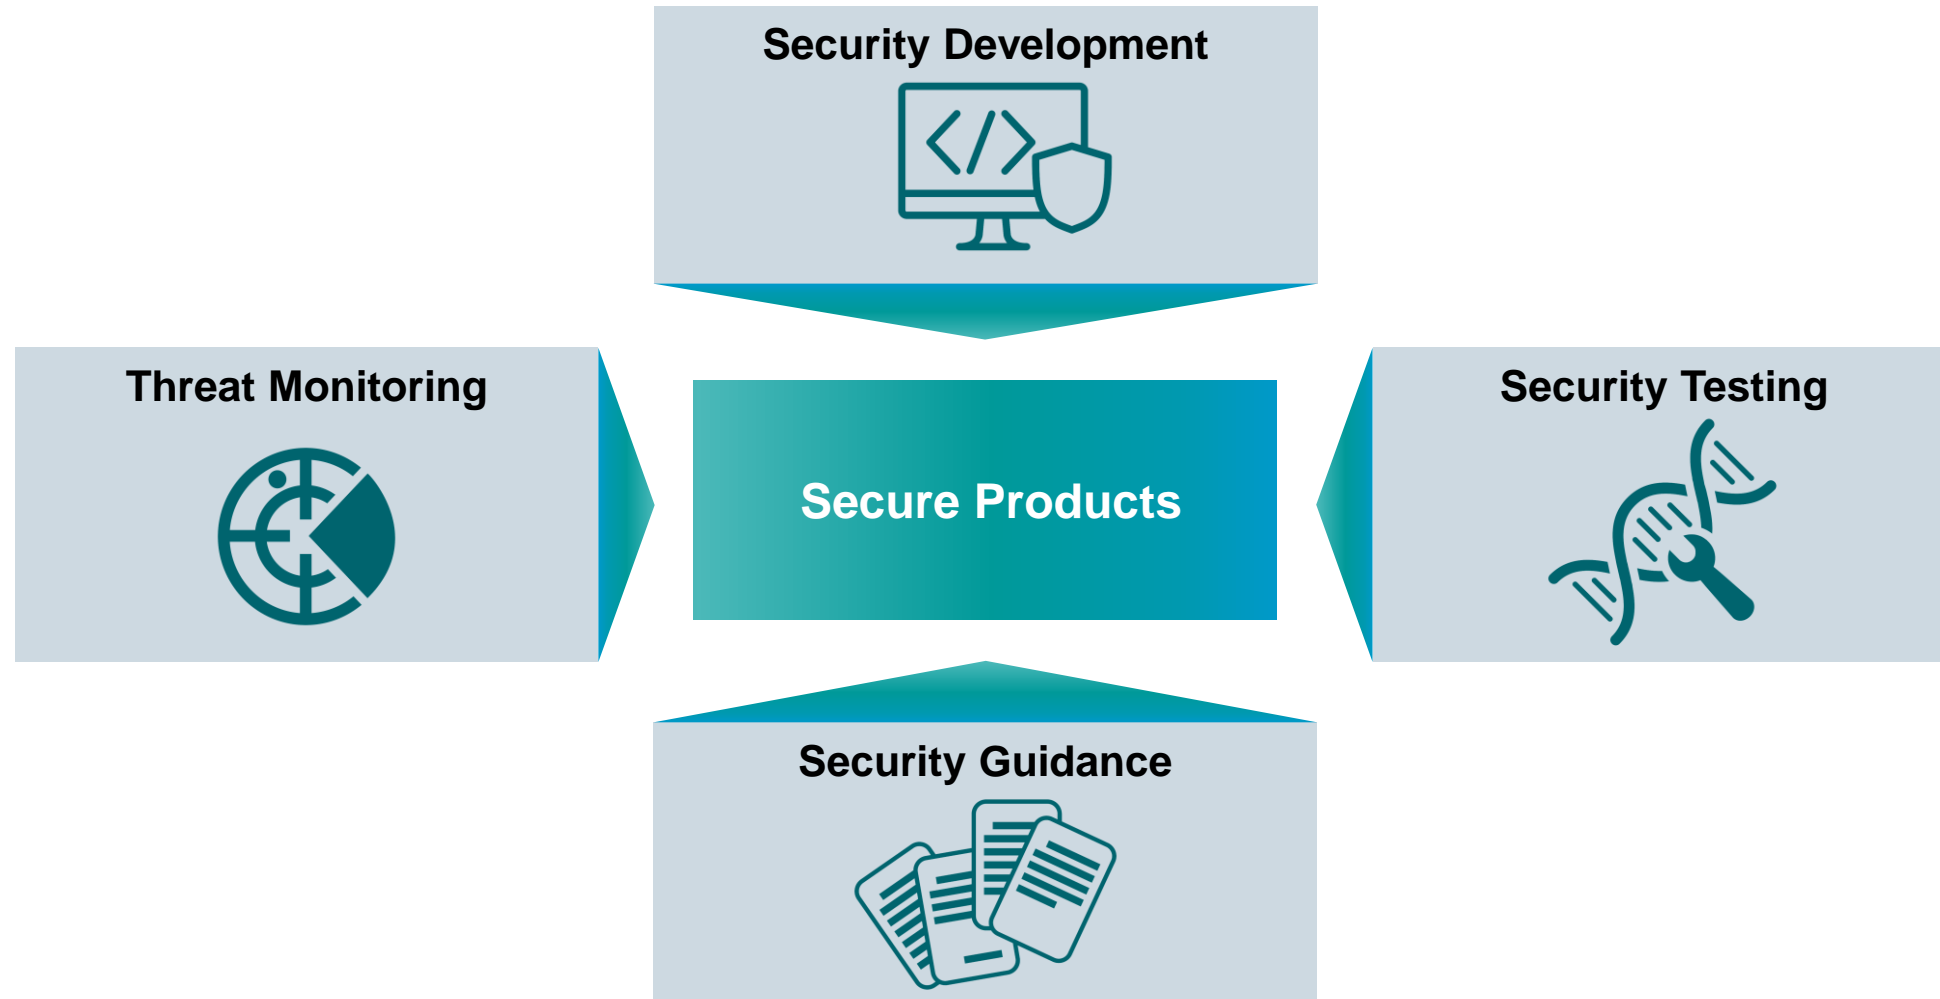 Security Development
Threat Monitoring
Secure Products
Security Testing
Security Guidance